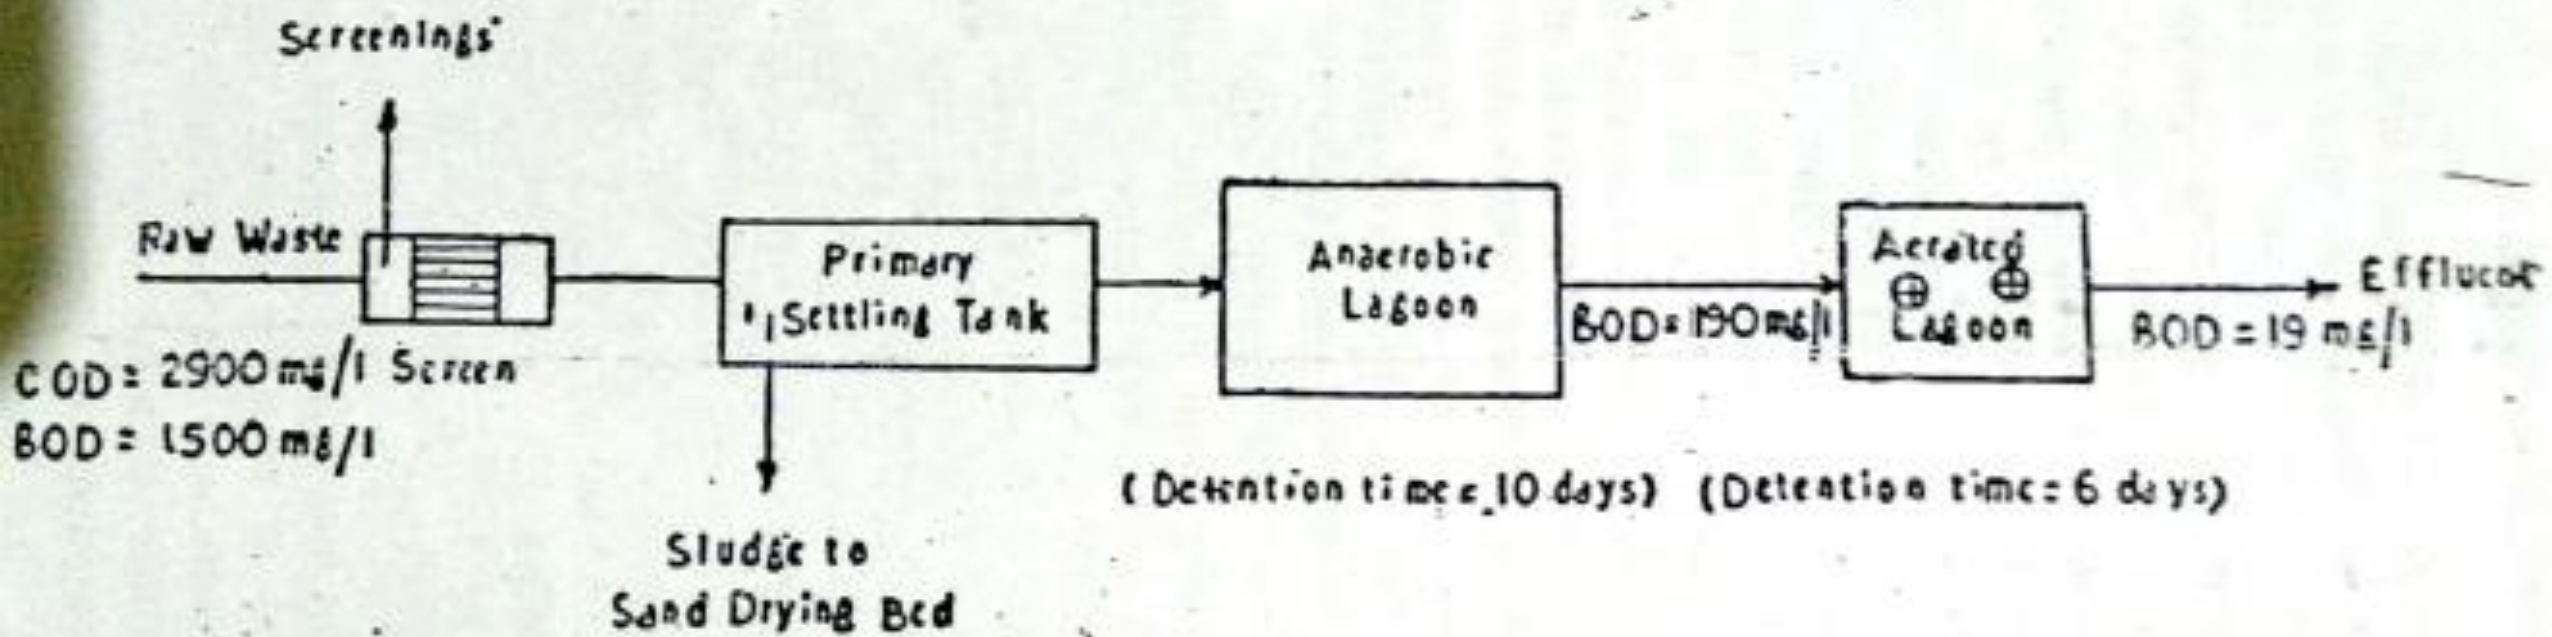 Screenings
Raw Waste
COD = 2900 mg/l Screen
BOD = 1500 mg/l
Primary
Settling Tank
Sludge to
Sand Drying Bed
Anaerobic
Lagoon
(Detention time = 10 days)
BOD = 190 mg/l
Aerated
Lagoon
(Detention time = 6 days)
Effluent
BOD = 19 mg/l